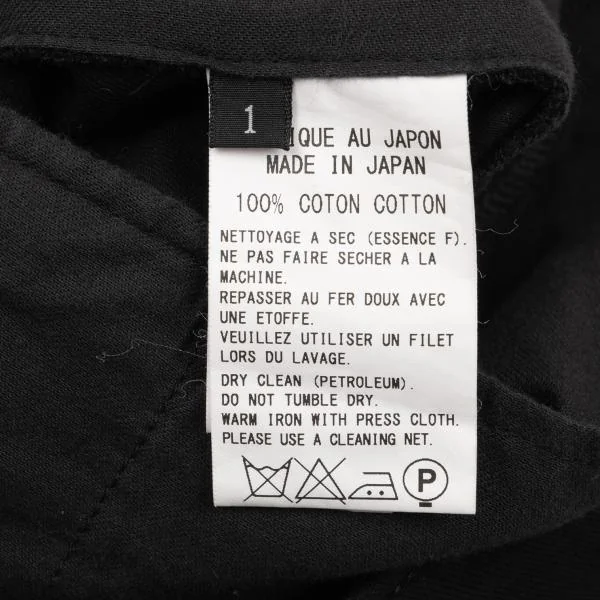 1
IQUE AU JAPON
MADE IN JAPAN
100% COTON COTTON
NETTOYAGE A SEC (ESSENCE F).
NE PAS FAIRE SECHER A LA
MACHINE.
REPASSER AU FER DOUX AVEC
UNE ETOFFE.
VEUILLEZ UTILISER UN FILET
LORS DU LAVAGE.
DRY CLEAN (PETROLEUM).
DO NOT TUMBLE DRY.
WARM IRON WITH PRESS CLOTH.
PLEASE USE A CLEANING NET.
P